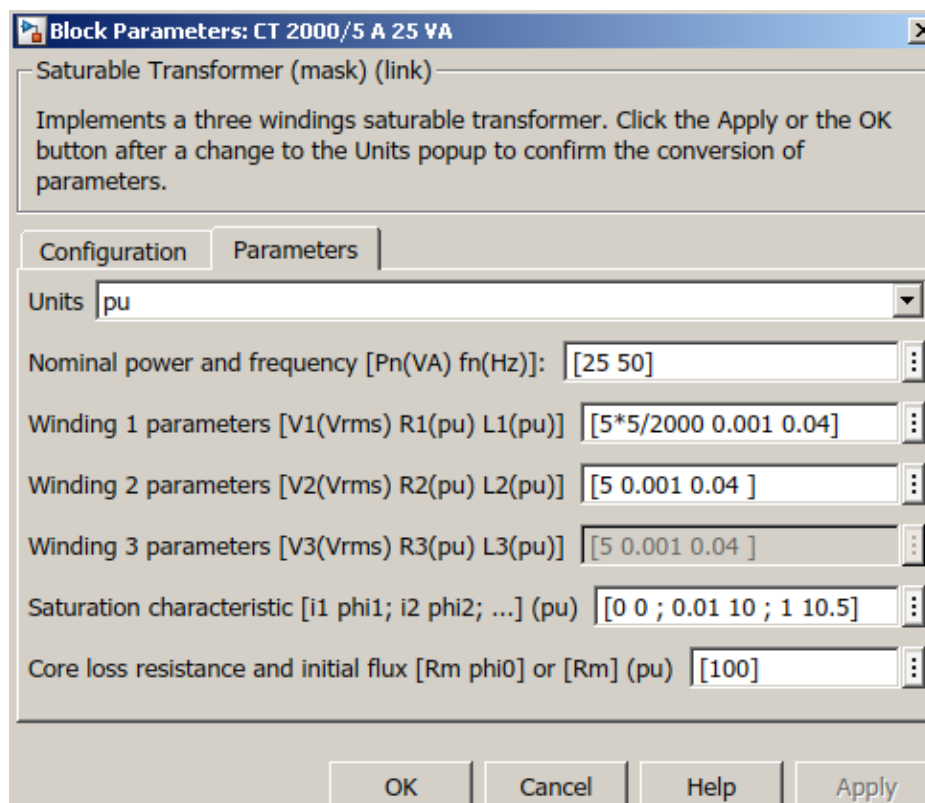 Block Parameters: CT 2000/5 A 25 VA
Saturable Transformer (mask) (link)
Implements a three windings saturable transformer. Click the Apply or the OK
button after a change to the Units popup to confirm the conversion of
parameters.
Configuration Parameters
Units pu
Nominal power and frequency [Pn(VA) fn(Hz)]: [25 50]
Winding 1 parameters [V1(Vrms) R1(pu) L1(pu)] [5*5/2000 0.001 0.04]
Winding 2 parameters [V2(Vrms) R2(pu) L2(pu)] [5 0.001 0.04 ]
Winding 3 parameters [V3(Vrms) R3(pu) L3(pu)] [5 0.001 0.04 ]
Saturation characteristic [i1 phi1; i2 phi2; ...] (pu) [0 0 ; 0.01 10 ; 1 10.5]
Core loss resistance and initial flux [Rm phi0] or [Rm] (pu) [100]
OK Cancel Help Apply